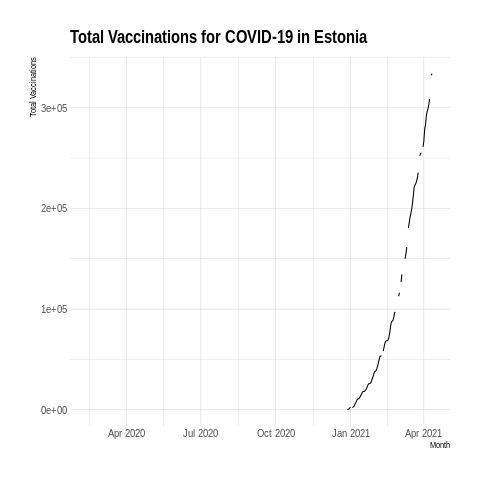 Total Vaccinations for COVID-19 in Estonia
Total Vaccinations
3e+05
2e+05
1e+05
0e+00
Apr 2020 Jul 2020 Oct 2020 Jan 2021 Apr 2021
Month